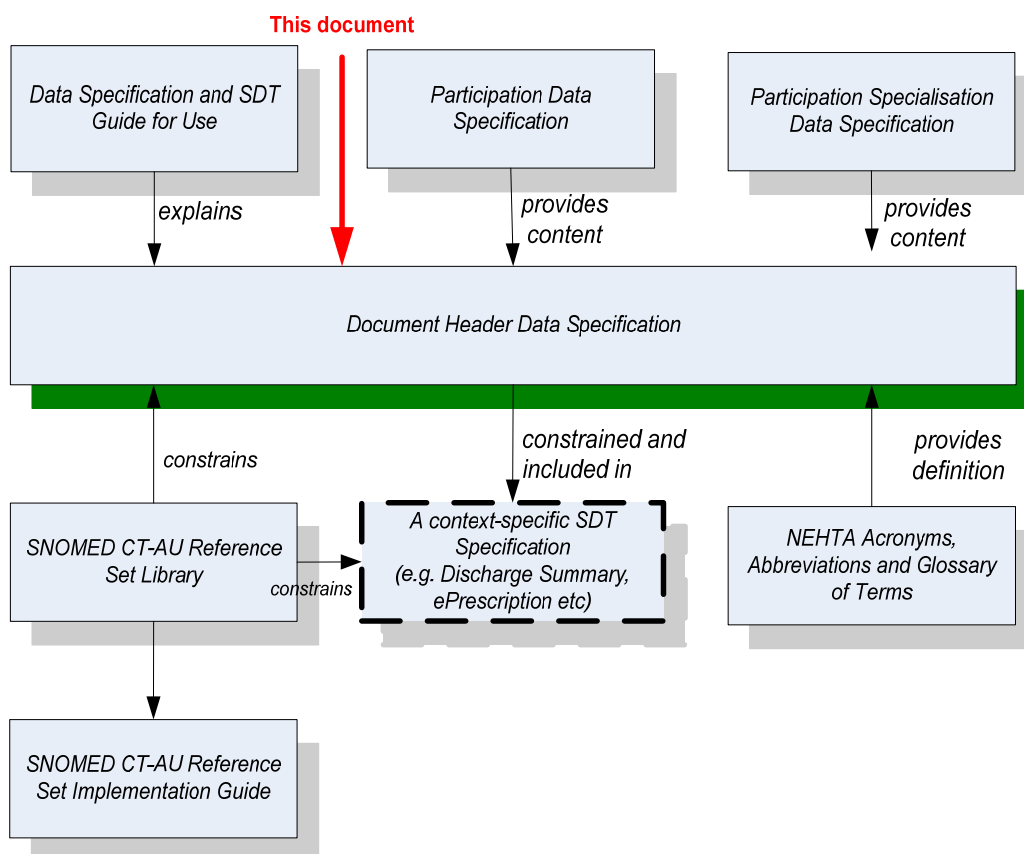 This document
Data Specification and SDT
Guide for Use
Participation Data
Specification
Participation Specialisation
Data Specification
explains
provides
content
provides
content
Document Header Data Specification
constrains
constrained and
included in
provides
definition
SNOMED CT-AU Reference
Set Library
constrains
A context-specific SDT
Specification
(e.g. Discharge Summary,
ePrescription etc)
NEHTA Acronyms,
Abbreviations and Glossary
of Terms
SNOMED CT-AU Reference
Set Implementation Guide